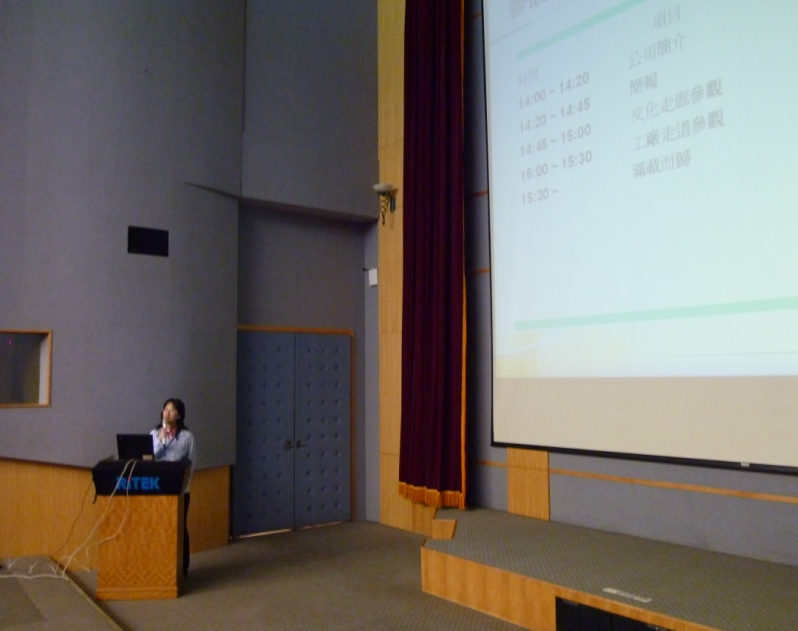 項目
時間
14:00 ~ 14:20 公司簡介
14:20 ~ 14:45 簡報
14:45 ~ 15:00 文化走廊參觀
15:00 ~ 15:30 工廠走道參觀
15:30 ~ 滿載而歸
RiTEK